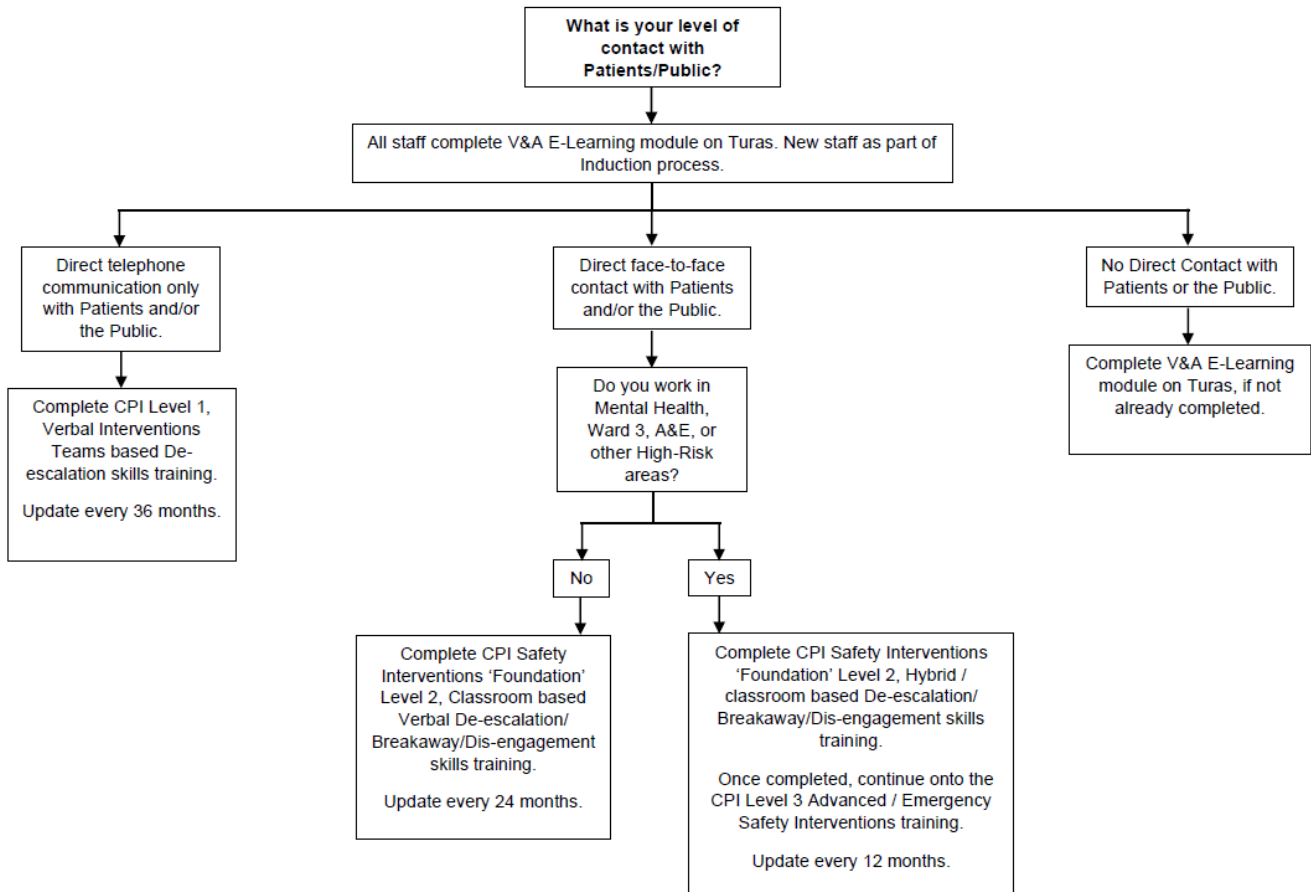 What is your level of
contact with
Patients/Public?
All staff complete V&A E-Learning module on Turas. New staff as part of
Induction process.
Direct telephone
communication only
with Patients and/or
the Public.
Direct face-to-face
contact with Patients
and/or the Public.
No Direct Contact with
Patients or the Public.
Complete CPI Level 1,
Verbal Interventions
Teams based De-
escalation skills training.
Update every 36 months.
Do you work in
Mental Health,
Ward 3, A&E, or
other High-Risk
areas?
Complete V&A E-Learning
module on Turas, if not
already completed.
No
Yes
Complete CPI Safety
Interventions ‘Foundation’
Level 2, Classroom based
Verbal De-escalation/
Breakaway/Dis-engagement
skills training.
Update every 24 months.
Complete CPI Safety Interventions
‘Foundation’ Level 2, Hybrid /
classroom based De-escalation/
Breakaway/Dis-engagement skills
training.
Once completed, continue onto the
CPI Level 3 Advanced / Emergency
Safety Interventions training.
Update every 12 months.